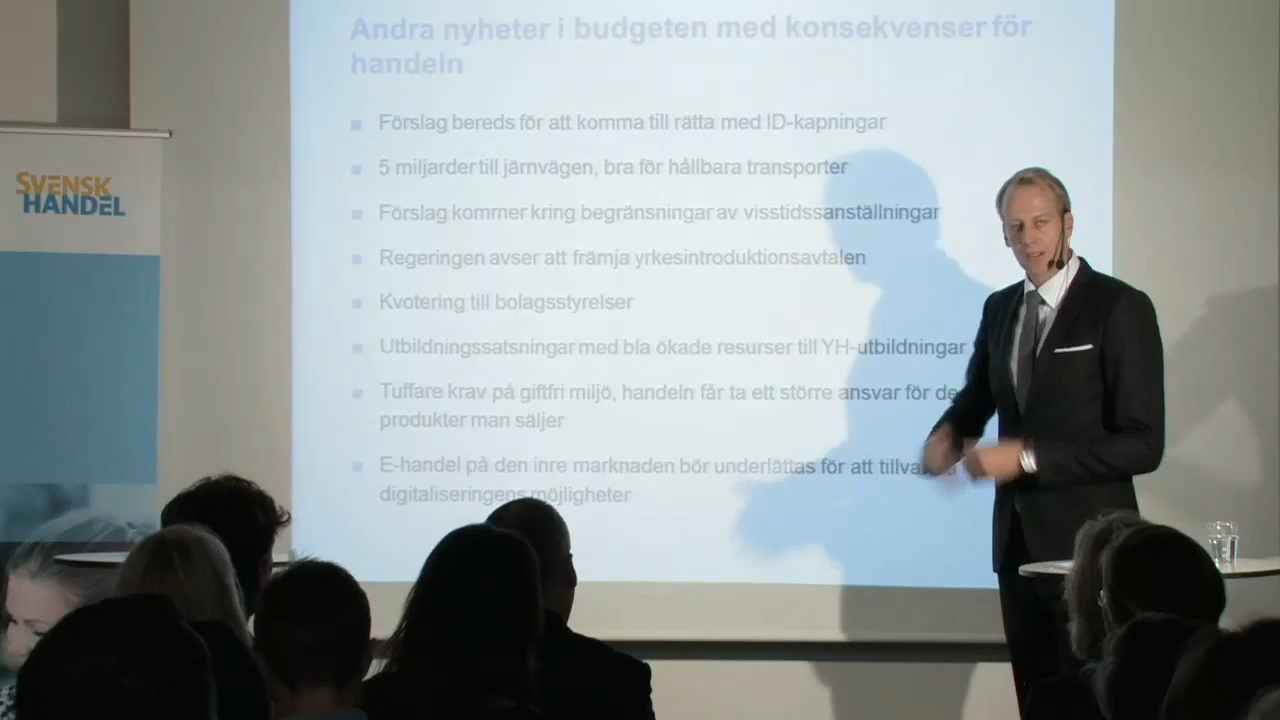 Andra nyheter i budgeten med konsekvenser för
handeln
Förslag bereds för att komma till rätta med ID-kapningar
5 miljarder till järnvägen, bra för hållbara transporter
SVENSK
HANDEL
Förslag kommer kring begränsningar av visstidssanställningar
Regeringen avser att främja yrkesintroduktionsavtalen
Kvotering till bolagsstyrelser
Utbildningssatsningar med bla ökade resurser till YH-utbildningar
Tuffare krav på giftfri miljö, handeln får ta ett större ansvar för
produkter man säljer
E-handel på den inre marknaden bör underlättas för att
digitaliseringens möjligheter